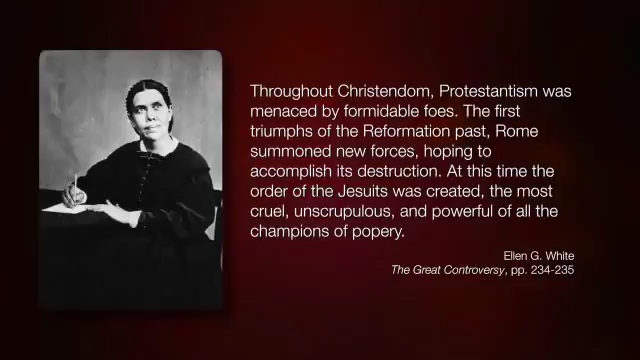 Throughout Christendom, Protestantism was
menaced by formidable foes. The first
triumphs of the Reformation past, Rome
summoned new forces, hoping to
accomplish its destruction. At this time the
order of the Jesuits was created, the most
cruel, unscrupulous, and powerful of all the
champions of popery.
Ellen G. White
The Great Controversy, pp. 234-235